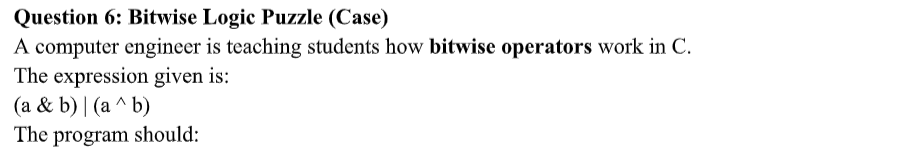 Question 6: Bitwise Logic Puzzle (Case)
A computer engineer is teaching students how bitwise operators work in C.
The expression given is:
(a & b) | (a ^ b)
The program should: